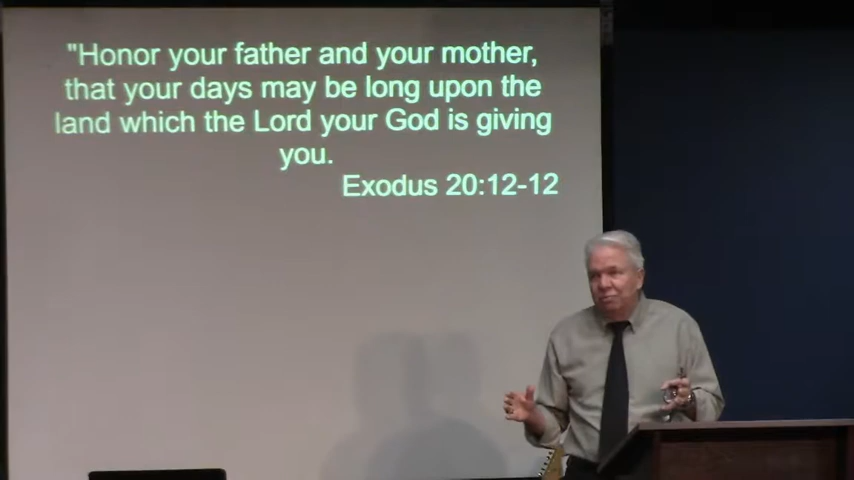 "Honor your father and your mother,
that your days may be long upon the
land which the Lord your God is giving
you.
Exodus 20:12-12